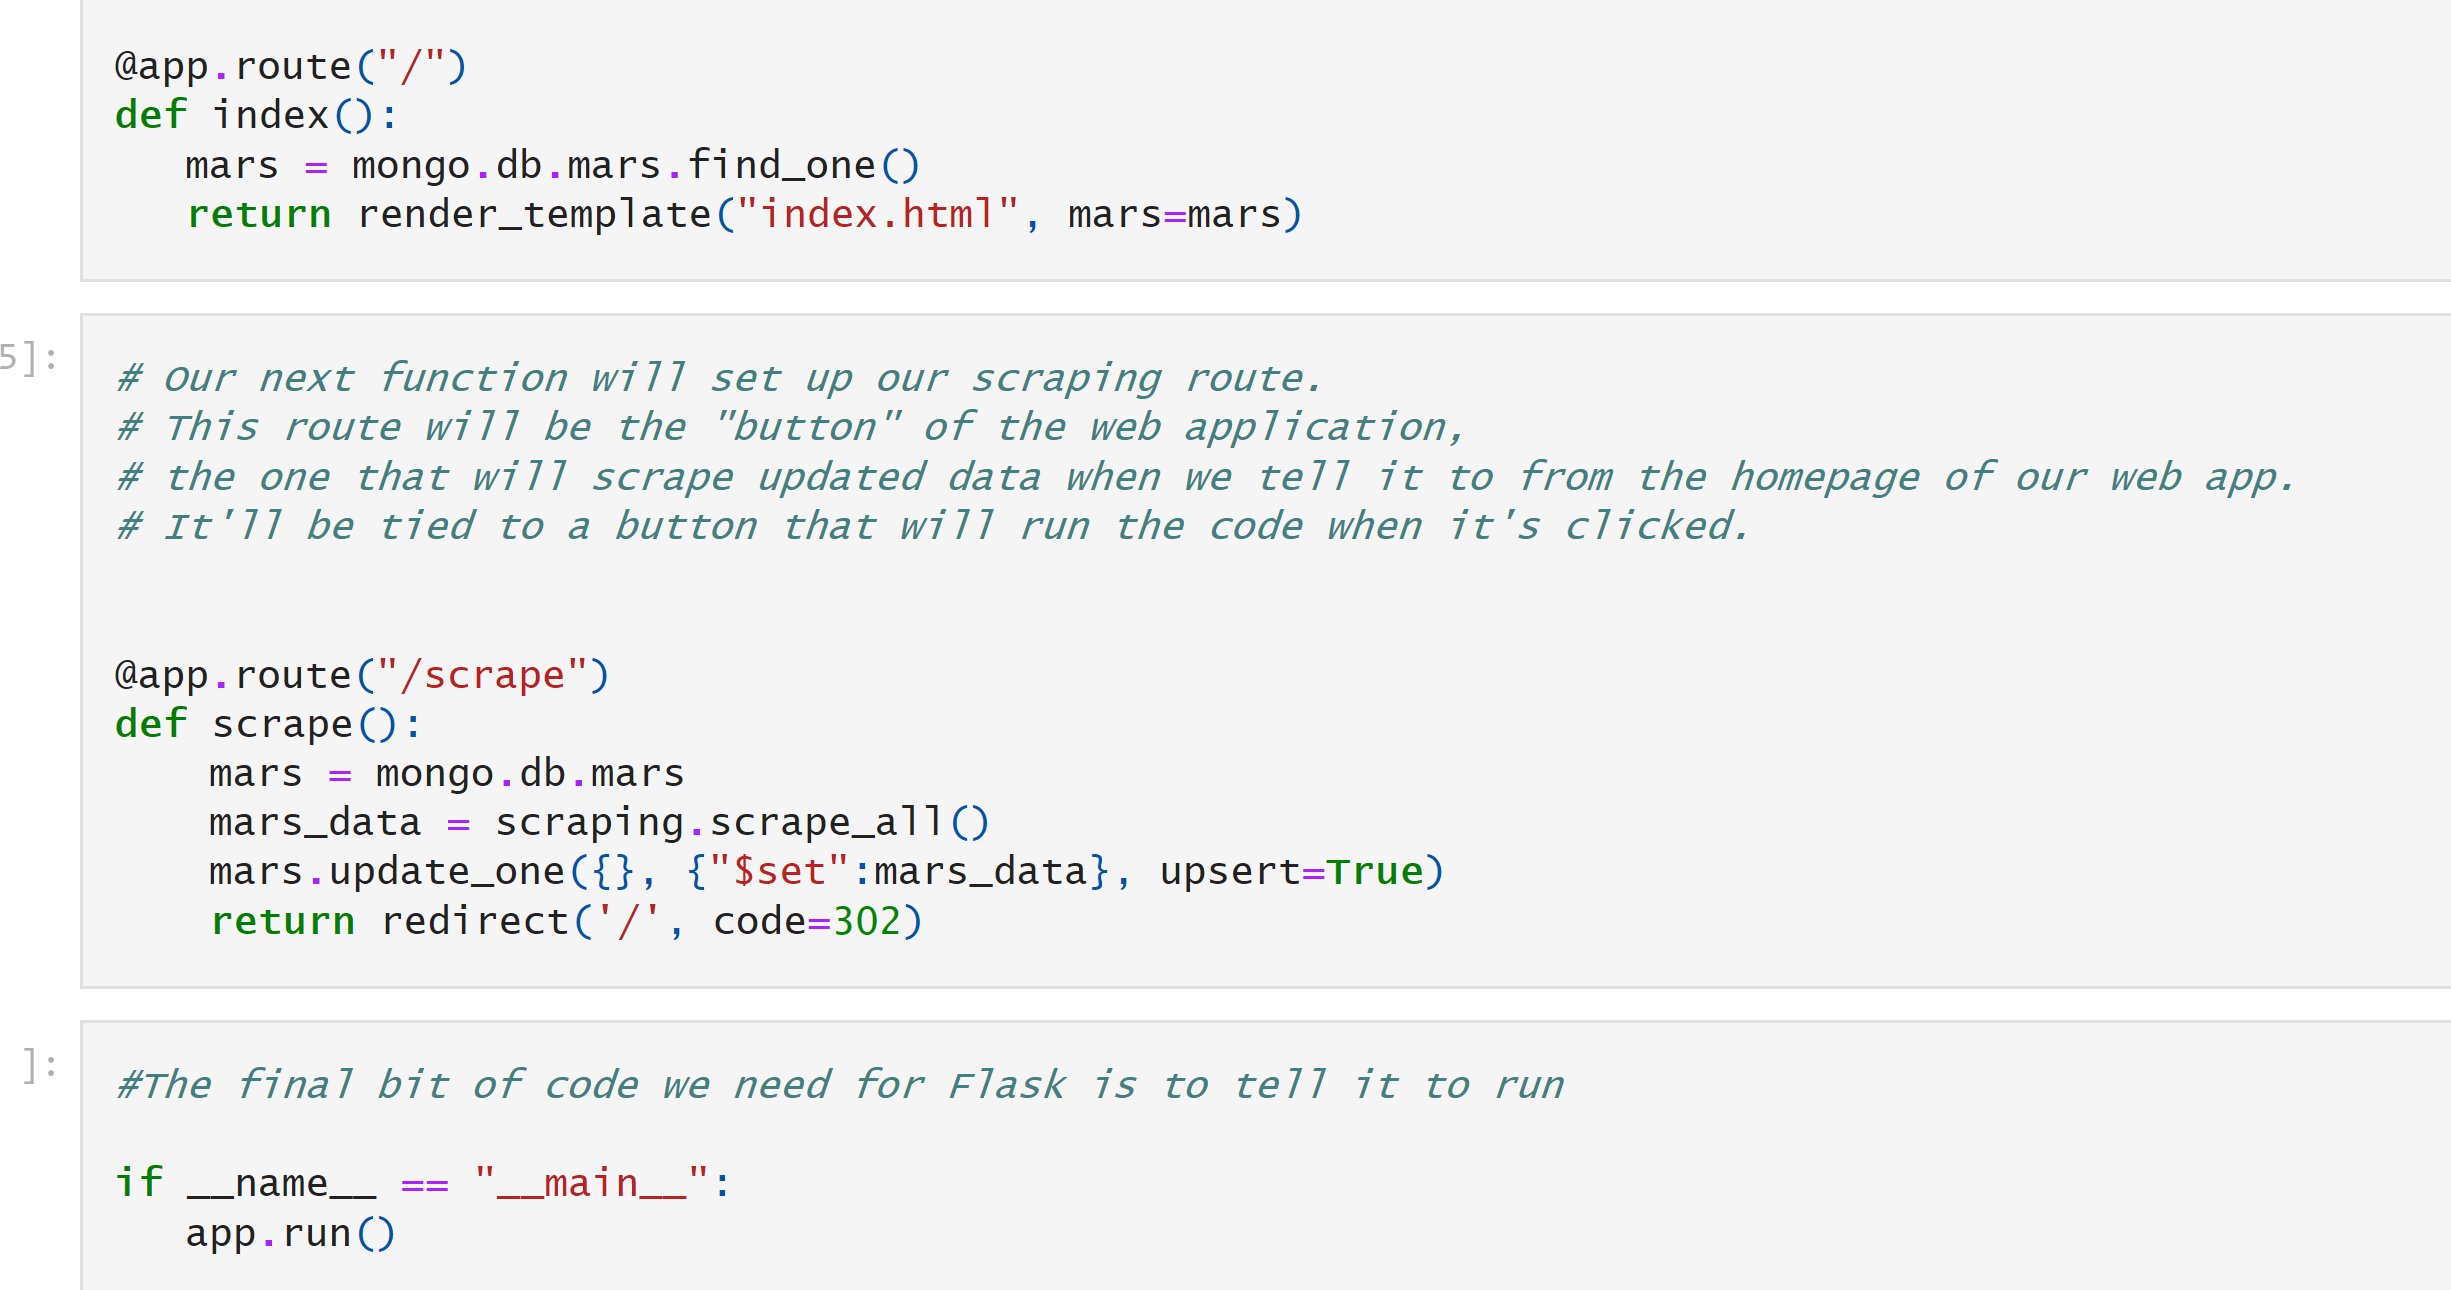 @app.route("/")
def index():
   mars = mongo.db.mars.find_one()
   return render_template("index.html", mars=mars)
5]:
# Our next function will set up our scraping route.
# This route will be the "button" of the web application,
# the one that will scrape updated data when we tell it to from the homepage of our web app.
# It'll be tied to a button that will run the code when it's clicked.
@app.route("/scrape")
def scrape():
    mars = mongo.db.mars
    mars_data = scraping.scrape_all()
    mars.update_one({}, {"$set":mars_data}, upsert=True)
    return redirect('/', code=302)
]:
#The final bit of code we need for Flask is to tell it to run
if __name__ == "__main__":
   app.run()